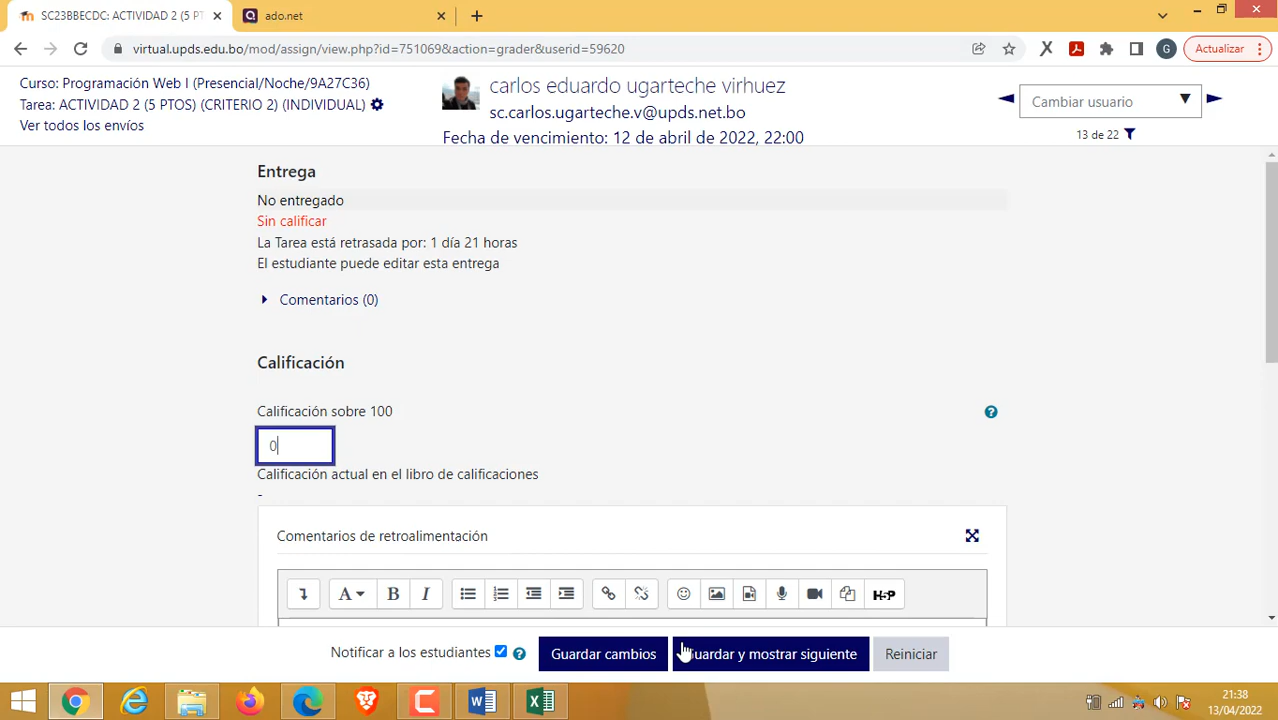 SC23BBECDC: ACTIVIDAD 2 (5 PT
ado.net
virtual.upds.edu.bo/mod/assign/view.php?id=751069&action=grader&userid=59620
G
Actualizar
Curso: Programación Web I (Presencial/Noche/9A27C36)
Tarea: ACTIVIDAD 2 (5 PTOS) (CRITERIO 2) (INDIVIDUAL)
Ver todos los envíos
carlos eduardo ugarteche virhuez
sc.carlos.ugarteche.v@upds.net.bo
Fecha de vencimiento: 12 de abril de 2022, 22:00
Cambiar usuario
13 de 22
Entrega
No entregado
Sin calificar
La Tarea está retrasada por: 1 día 21 horas
El estudiante puede editar esta entrega
Comentarios (0)
Calificación
Calificación sobre 100
0
Calificación actual en el libro de calificaciones
-
Comentarios de retroalimentación
A B I H-P
Notificar a los estudiantes
Guardar cambios
uardar y mostrar siguiente
Reiniciar
21:38
13/04/2022